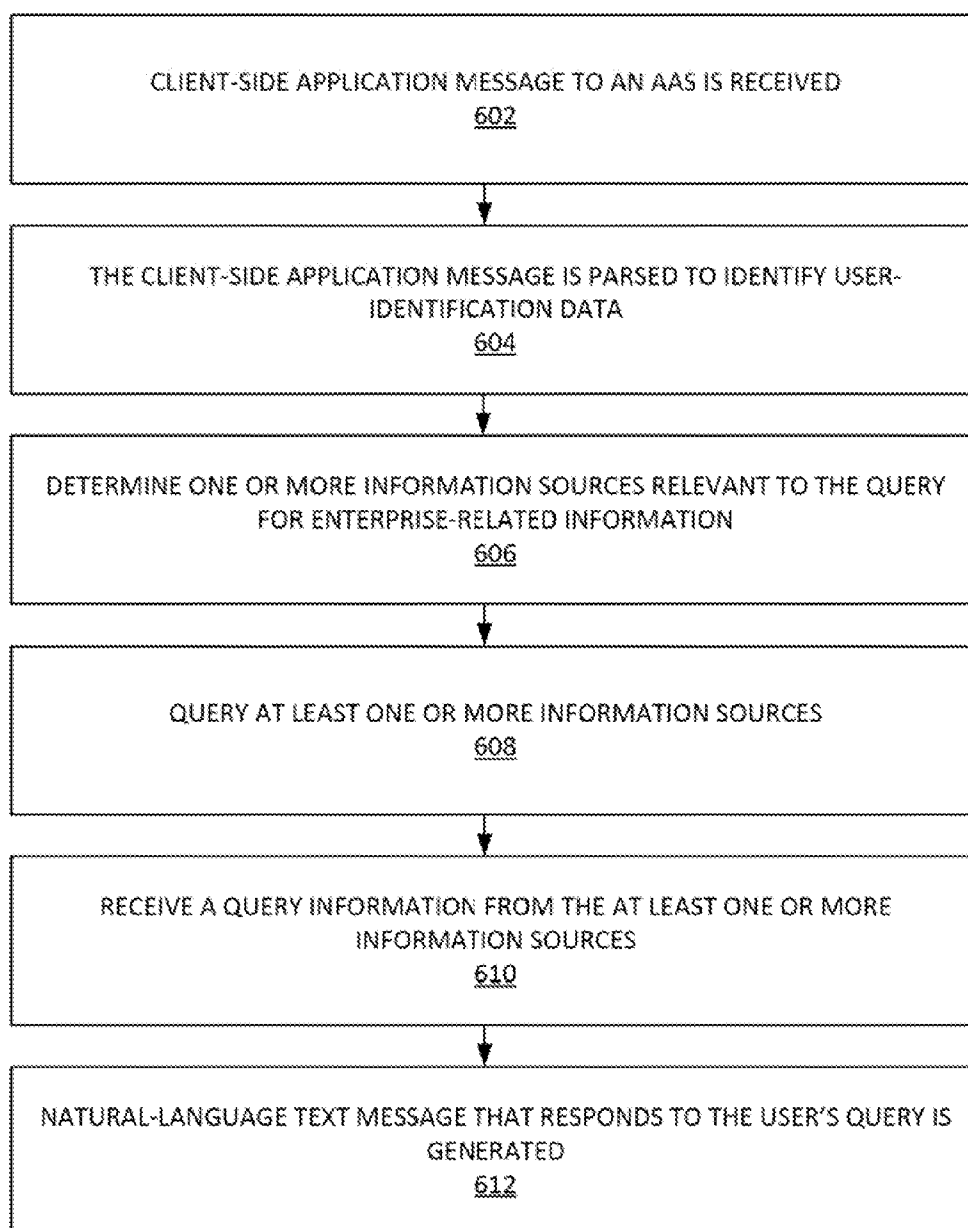 CLIENT-SIDE APPLICATION MESSAGE TO AN AAS IS RECEIVED
602
THE CLIENT-SIDE APPLICATION MESSAGE IS PARSED TO IDENTIFY USER-
IDENTIFICATION DATA
604
DETERMINE ONE OR MORE INFORMATION SOURCES RELEVANT TO THE QUERY
FOR ENTERPRISE-RELATED INFORMATION
606
QUERY AT LEAST ONE OR MORE INFORMATION SOURCES
608
RECEIVE A QUERY INFORMATION FROM THE AT LEAST ONE OR MORE
INFORMATION SOURCES
610
NATURAL-LANGUAGE TEXT MESSAGE THAT RESPONDS TO THE USER'S QUERY IS
GENERATED
612